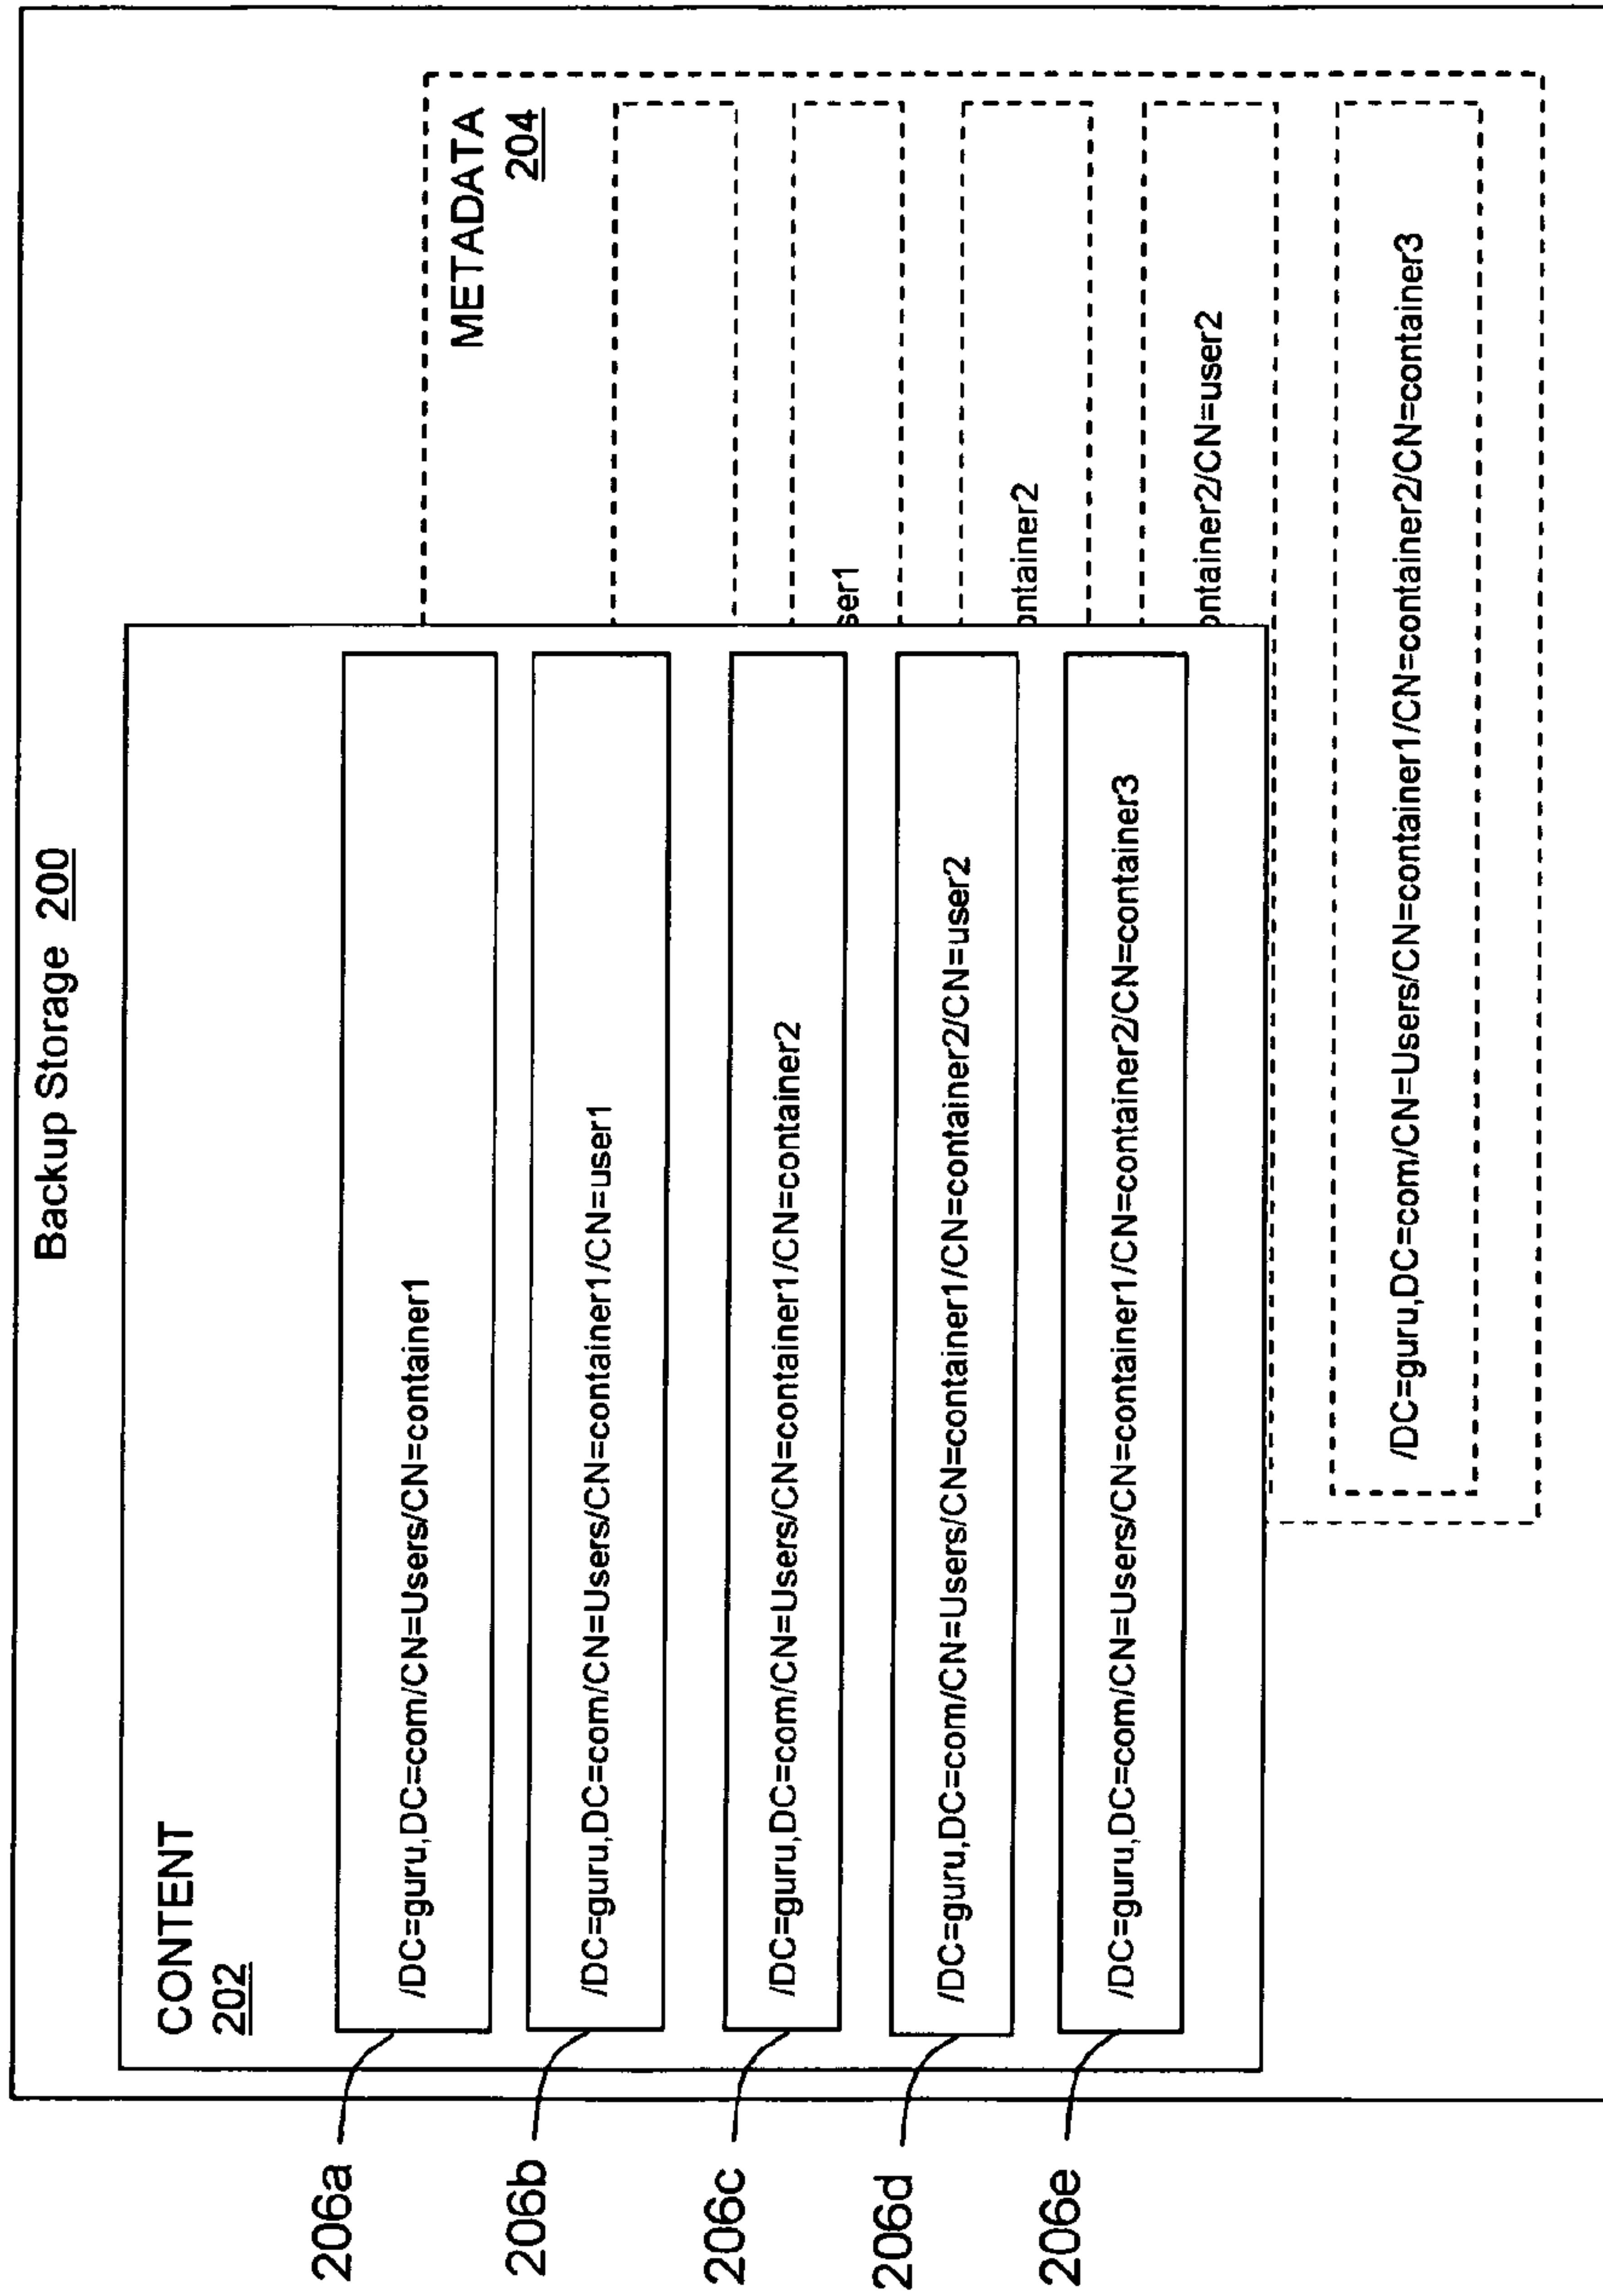 Backup Storage 200
CONTENT
202
METADATA
204
206a
/DC=guru,DC=com/CN=Users/CN=container1
206b
/DC=guru,DC=com/CN=Users/CN=container1/CN=user1
206c
/DC=guru,DC=com/CN=Users/CN=container1/CN=container2
206d
/DC=guru,DC=com/CN=Users/CN=container1/CN=container2/CN=user2
206e
/DC=guru,DC=com/CN=Users/CN=container1/CN=container2/CN=container3
ser1
ontainer2
ontainer2/CN=user2
/DC=guru,DC=com/CN=Users/CN=container1/CN=container2/CN=container3